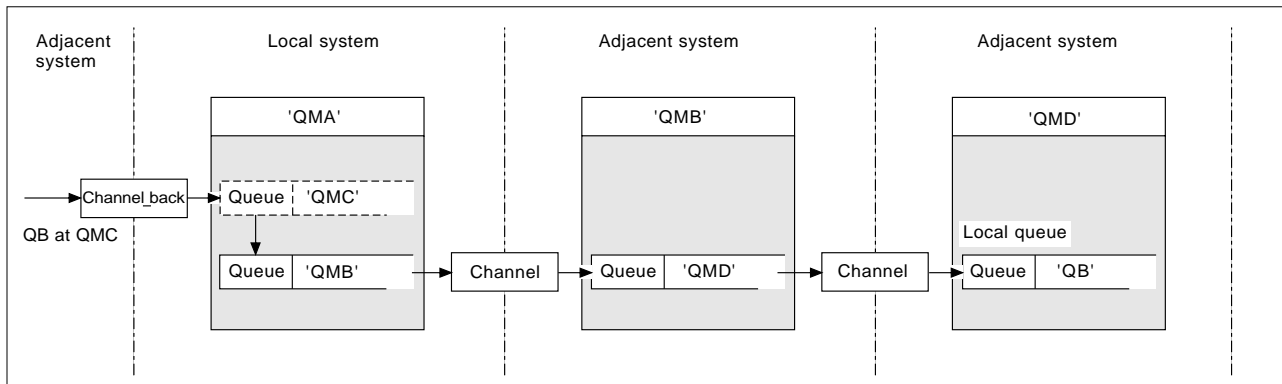 Adjacent
system
Local system
Adjacent system
Adjacent system
'QMA'
'QMB'
'QMD'
Channel_back
Queue 'QMC'
QB at QMC
Local queue
Queue 'QMB'
Channel
Queue 'QMD'
Channel
Queue 'QB'